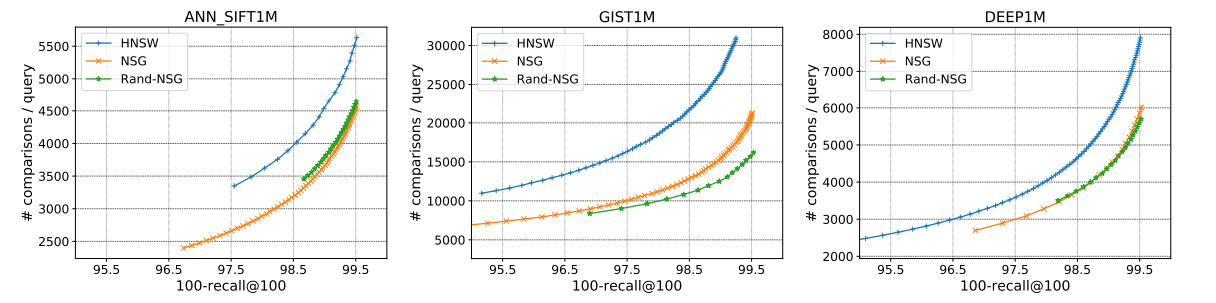 ANN_SIFT1M
# comparisons / query
5500
5000
4500
4000
3500
3000
2500
HNSW
NSG
Rand-NSG
95.5 96.5 97.5 98.5 99.5
100-recall@100
GIST1M
# comparisons / query
30000
25000
20000
15000
10000
5000
HNSW
NSG
Rand-NSG
95.5 96.5 97.5 98.5 99.5
100-recall@100
DEEP1M
# comparisons / query
8000
7000
6000
5000
4000
3000
2000
HNSW
NSG
Rand-NSG
95.5 96.5 97.5 98.5 99.5
100-recall@100